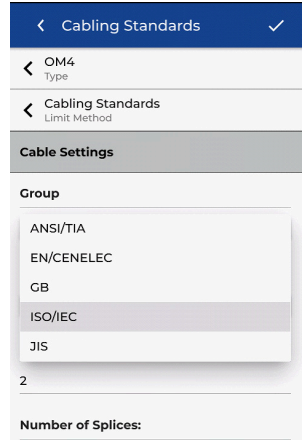 Cabling Standards
OM4
Type
Cabling Standards
Limit Method
Cable Settings
Group
ANSI/TIA
EN/CENELEC
GB
ISO/IEC
JIS
2
Number of Splices: